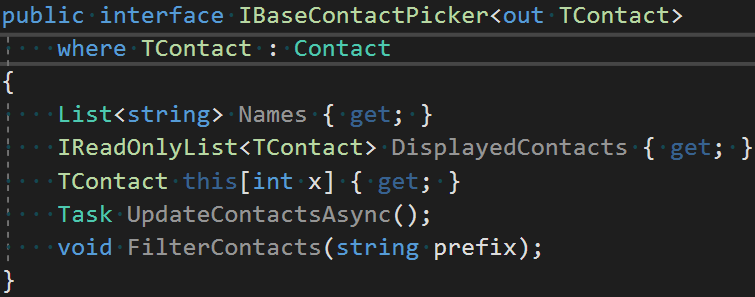 public interface IBaseContactPicker<out TContact>
    where TContact : Contact
{
    List<string> Names { get; }
    IReadOnlyList<TContact> DisplayedContacts { get; }
    TContact this[int x] { get; }
    Task UpdateContactsAsync();
    void FilterContacts(string prefix);
}